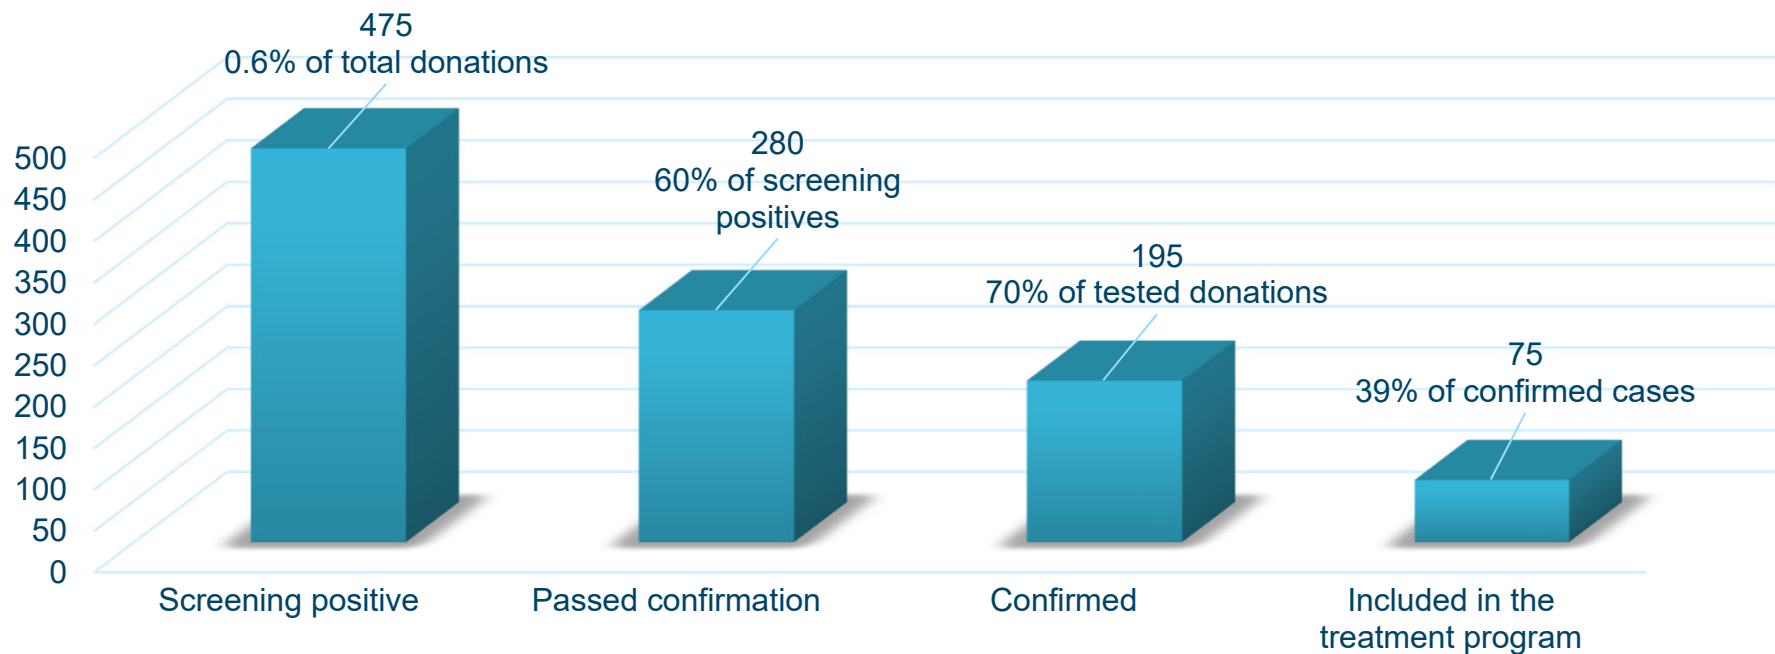 475
0.6% of total donations
280
60% of screening
positives
195
70% of tested donations
75
39% of confirmed cases
500
450
400
350
300
250
200
150
100
50
0
Screening positive
Passed confirmation
Confirmed
Included in the
treatment program